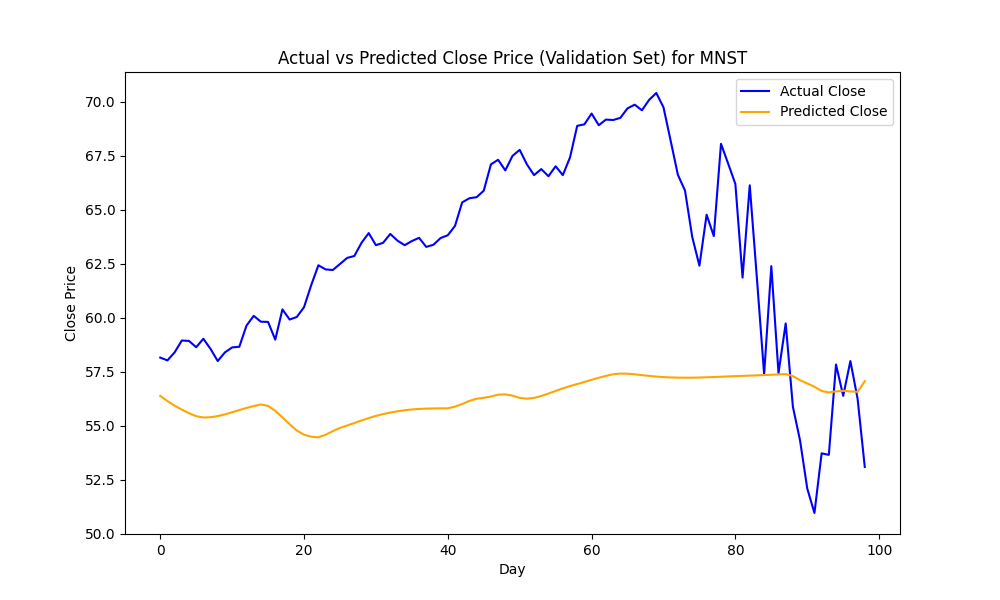 Actual vs Predicted Close Price (Validation Set) for MNST
Actual Close
Predicted Close
70.0
67.5
65.0
62.5
60.0
57.5
55.0
52.5
50.0
Close Price
0 20 40 60 80 100
Day